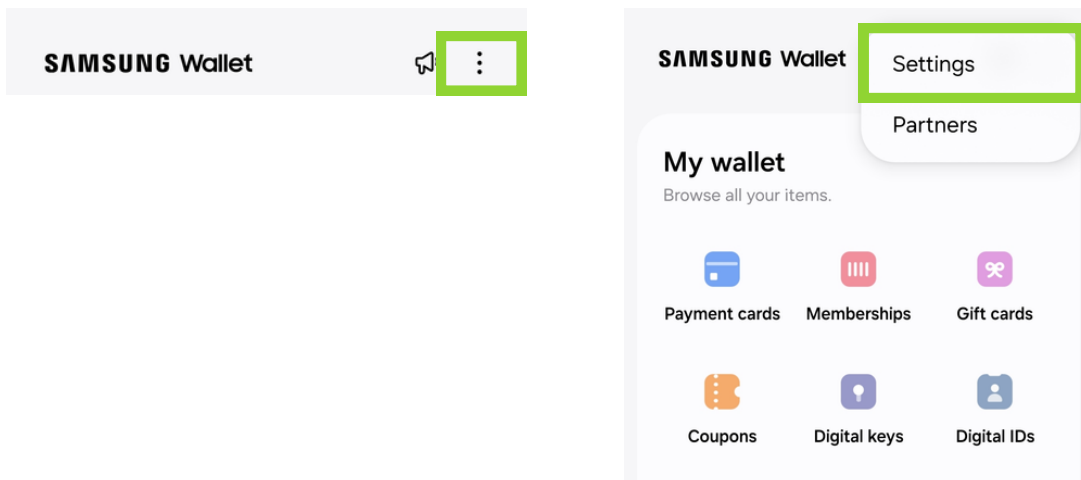 SAMSUNG Wallet
SAMSUNG Wallet
Settings
Partners
My wallet
Browse all your items.
Payment cards Memberships Gift cards
Coupons Digital keys Digital IDs